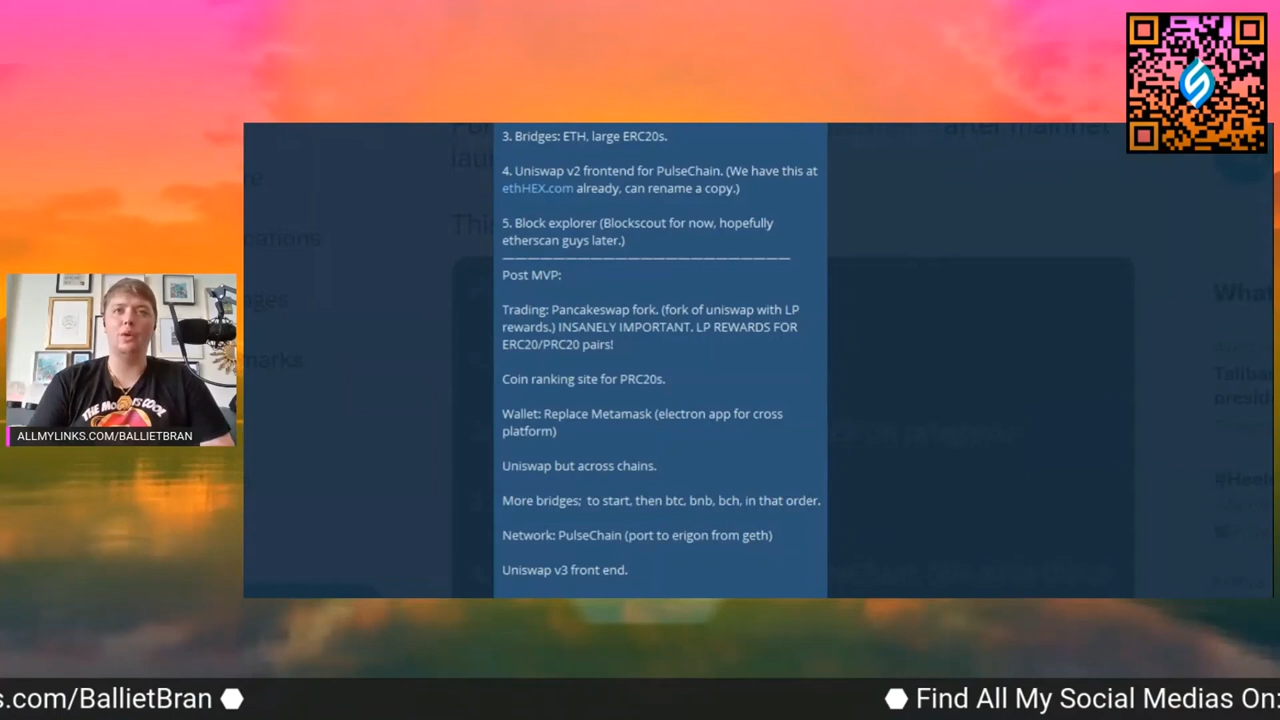 3. Bridges: ETH, large ERC20s.
4. Uniswap v2 frontend for PulseChain. (We have this at
ethHEX.com already, can rename a copy.)
5. Block explorer (Blockscout for now, hopefully
etherscan guys later.)
Post MVP:
Trading: Pancakeswap fork. (fork of uniswap with LP
rewards.) INSANELY IMPORTANT. LP REWARDS FOR
ERC20/PRC20 pairs!
Coin ranking site for PRC20s.
Wallet: Replace Metamask (electron app for cross
platform)
Uniswap but across chains.
More bridges;  to start, then btc, bnb, bch, in that order.
Network: PulseChain (port to erigon from geth)
Uniswap v3 front end.
after mainnet
ALLMYLINKS.COM/BALLIETBRAN
s.com/BallietBran
Find All My Social Medias On: